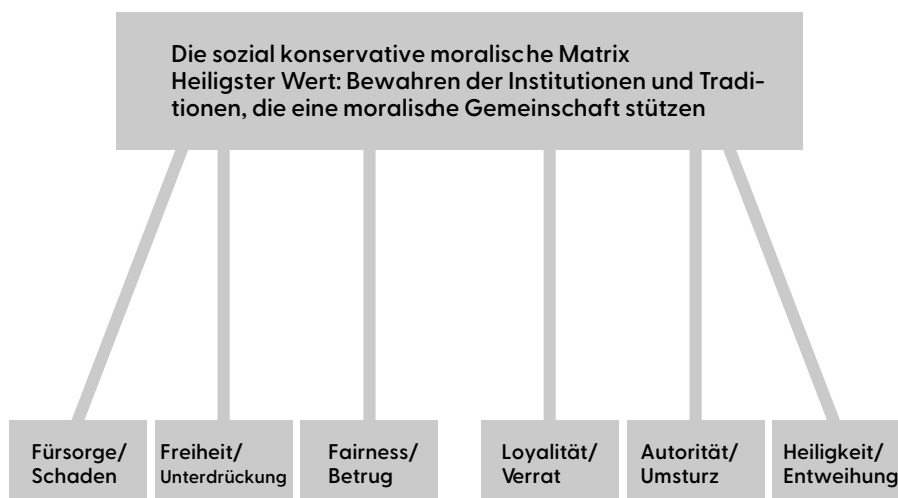 Die sozial konservative moralische Matrix
Heiligster Wert: Bewahren der Institutionen und Tradi-
tionen, die eine moralische Gemeinschaft stützen
Fürsorge/
Schaden
Freiheit/
Unterdrückung
Fairness/
Betrug
Loyalität/
Verrat
Autorität/
Umsturz
Heiligkeit/
Entweihung